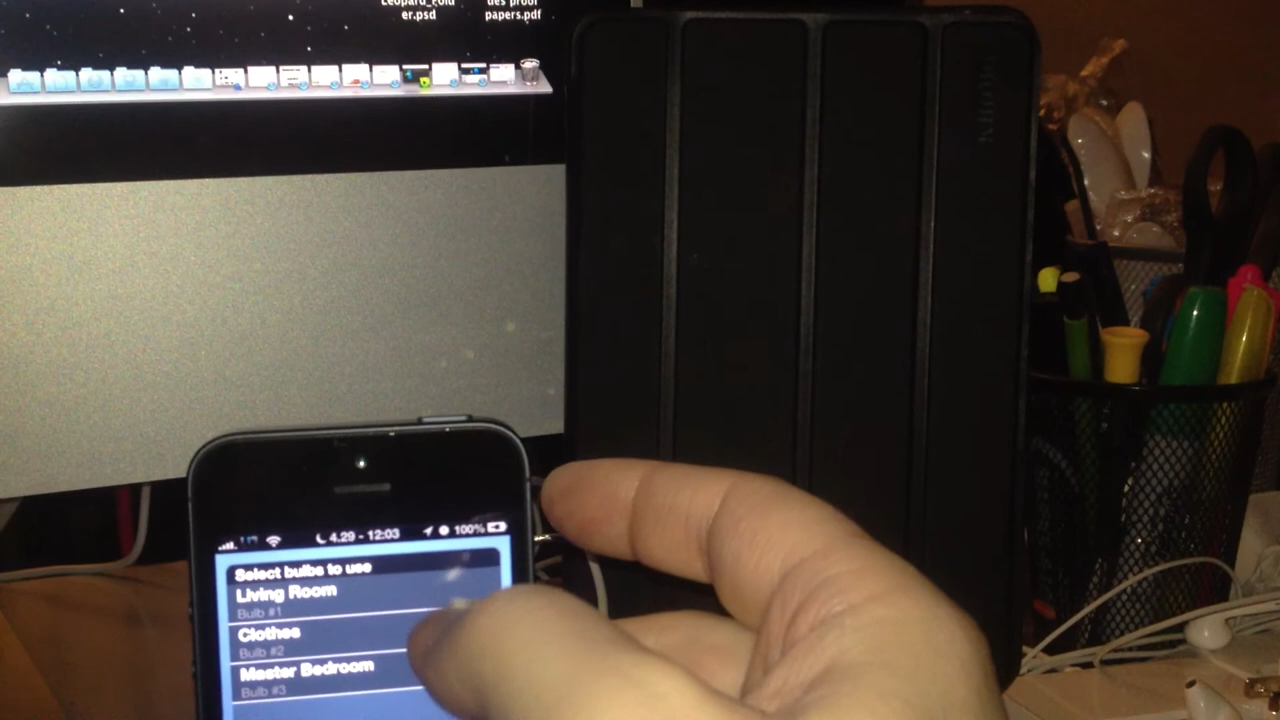 er.psd
des proof
papers.pdf
4.29 - 12:03
100%
Select bulbs to use
Living Room
Bulb #1
Clothes
Bulb #2
Master Bedroom
Bulb #3